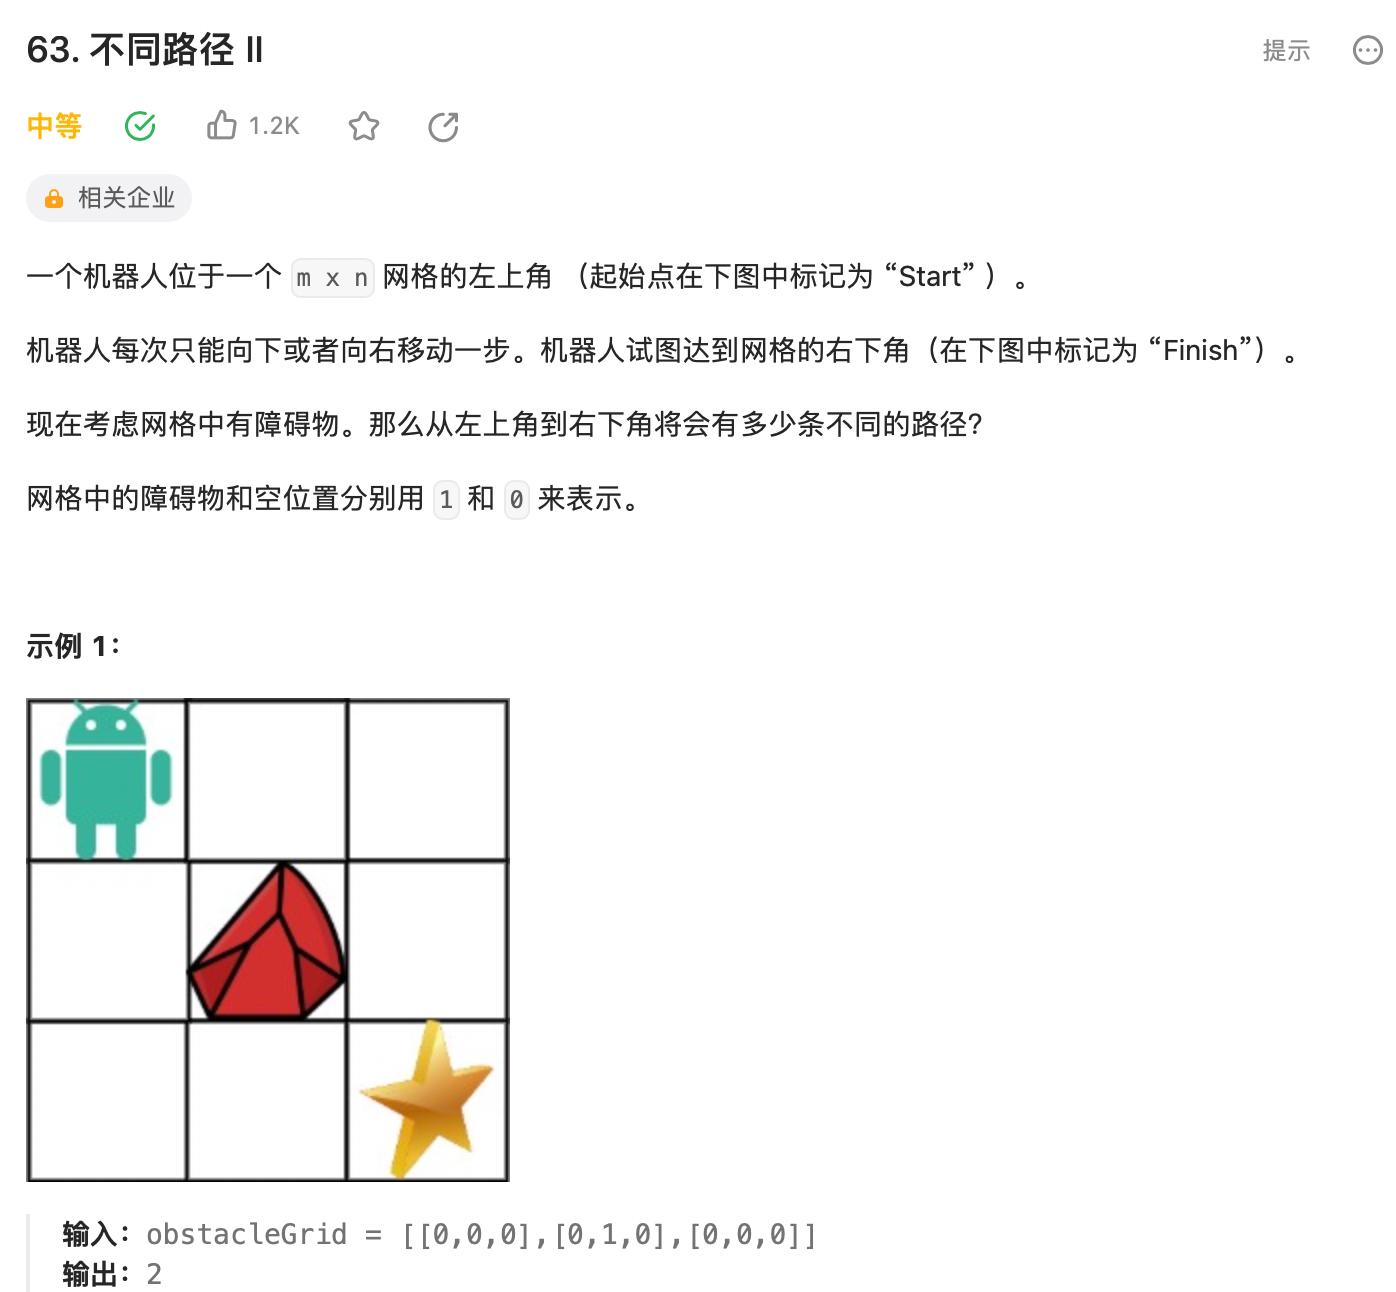 63. 不同路径 II
提示
中等
1.2K
相关企业
一个机器人位于一个 m x n 网格的左上角 （起始点在下图中标记为 “Start” ）。
机器人每次只能向下或者向右移动一步。机器人试图达到网格的右下角（在下图中标记为 “Finish”）。
现在考虑网格中有障碍物。那么从左上角到右下角将会有多少条不同的路径？
网格中的障碍物和空位置分别用 1 和 0 来表示。
示例 1：
输入：obstacleGrid = [[0,0,0],[0,1,0],[0,0,0]]
输出：2